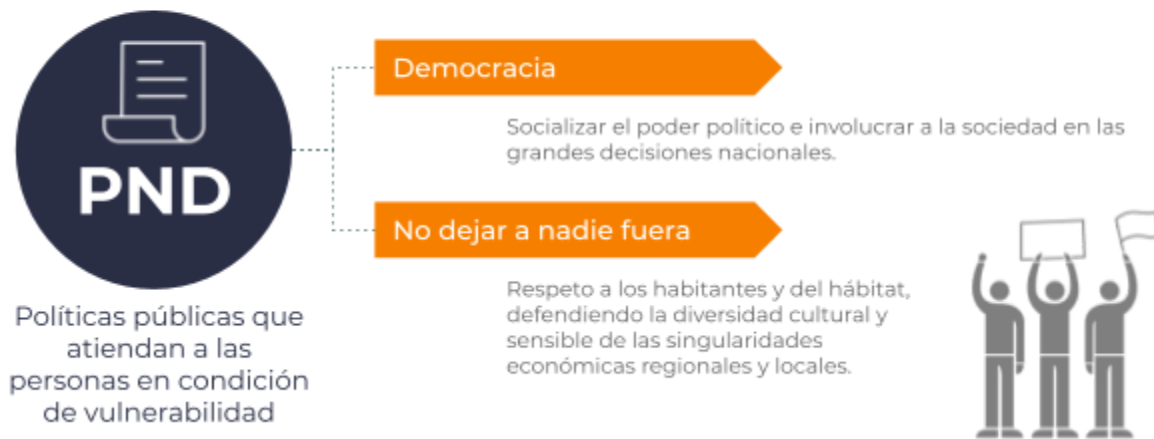 PND
Políticas públicas que
atiendan a las
personas en condición
de vulnerabilidad
Democracia
Socializar el poder político e involucrar a la sociedad en las
grandes decisiones nacionales.
No dejar a nadie fuera
Respeto a los habitantes y del hábitat,
defendiendo la diversidad cultural y
sensible de las singularidades
económicas regionales y locales.